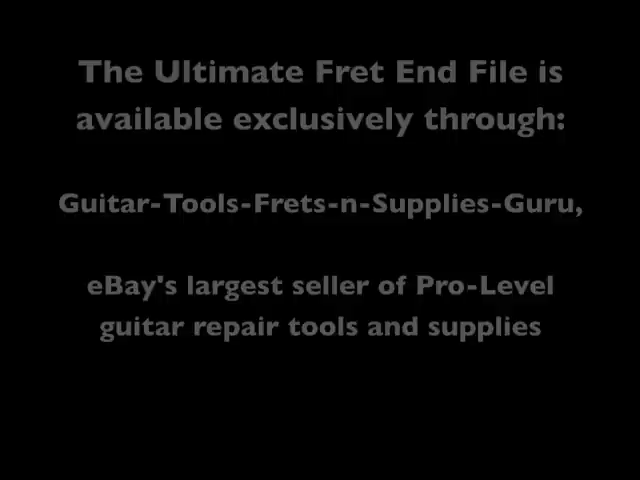 The Ultimate Fret End File is
available exclusively through:
Guitar-Tools-Frets-n-Supplies-Guru,
eBay's largest seller of Pro-Level
guitar repair tools and supplies